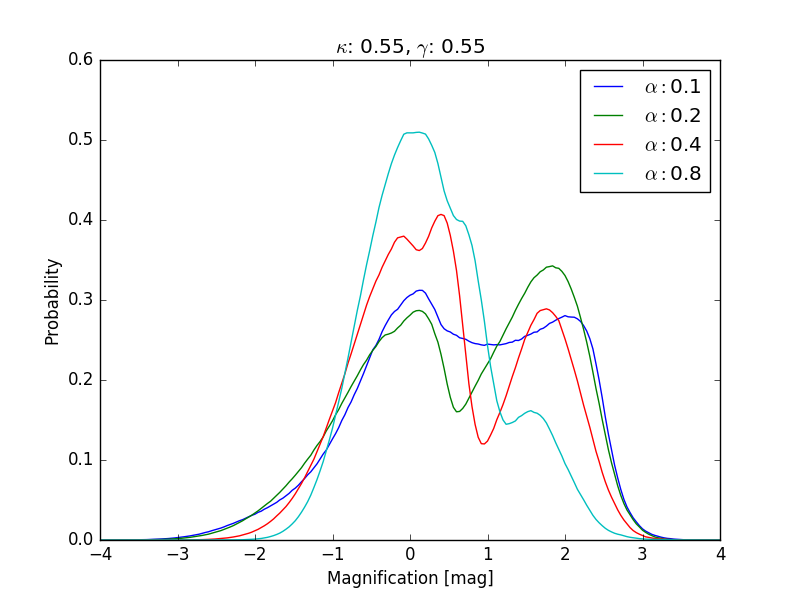 κ: 0.55, γ: 0.55
0.6
0.5
0.4
0.3
0.2
0.1
0.0
Probability
α: 0.1
α: 0.2
α: 0.4
α: 0.8
−4 −3 −2 −1 0 1 2 3 4
Magnification [mag]